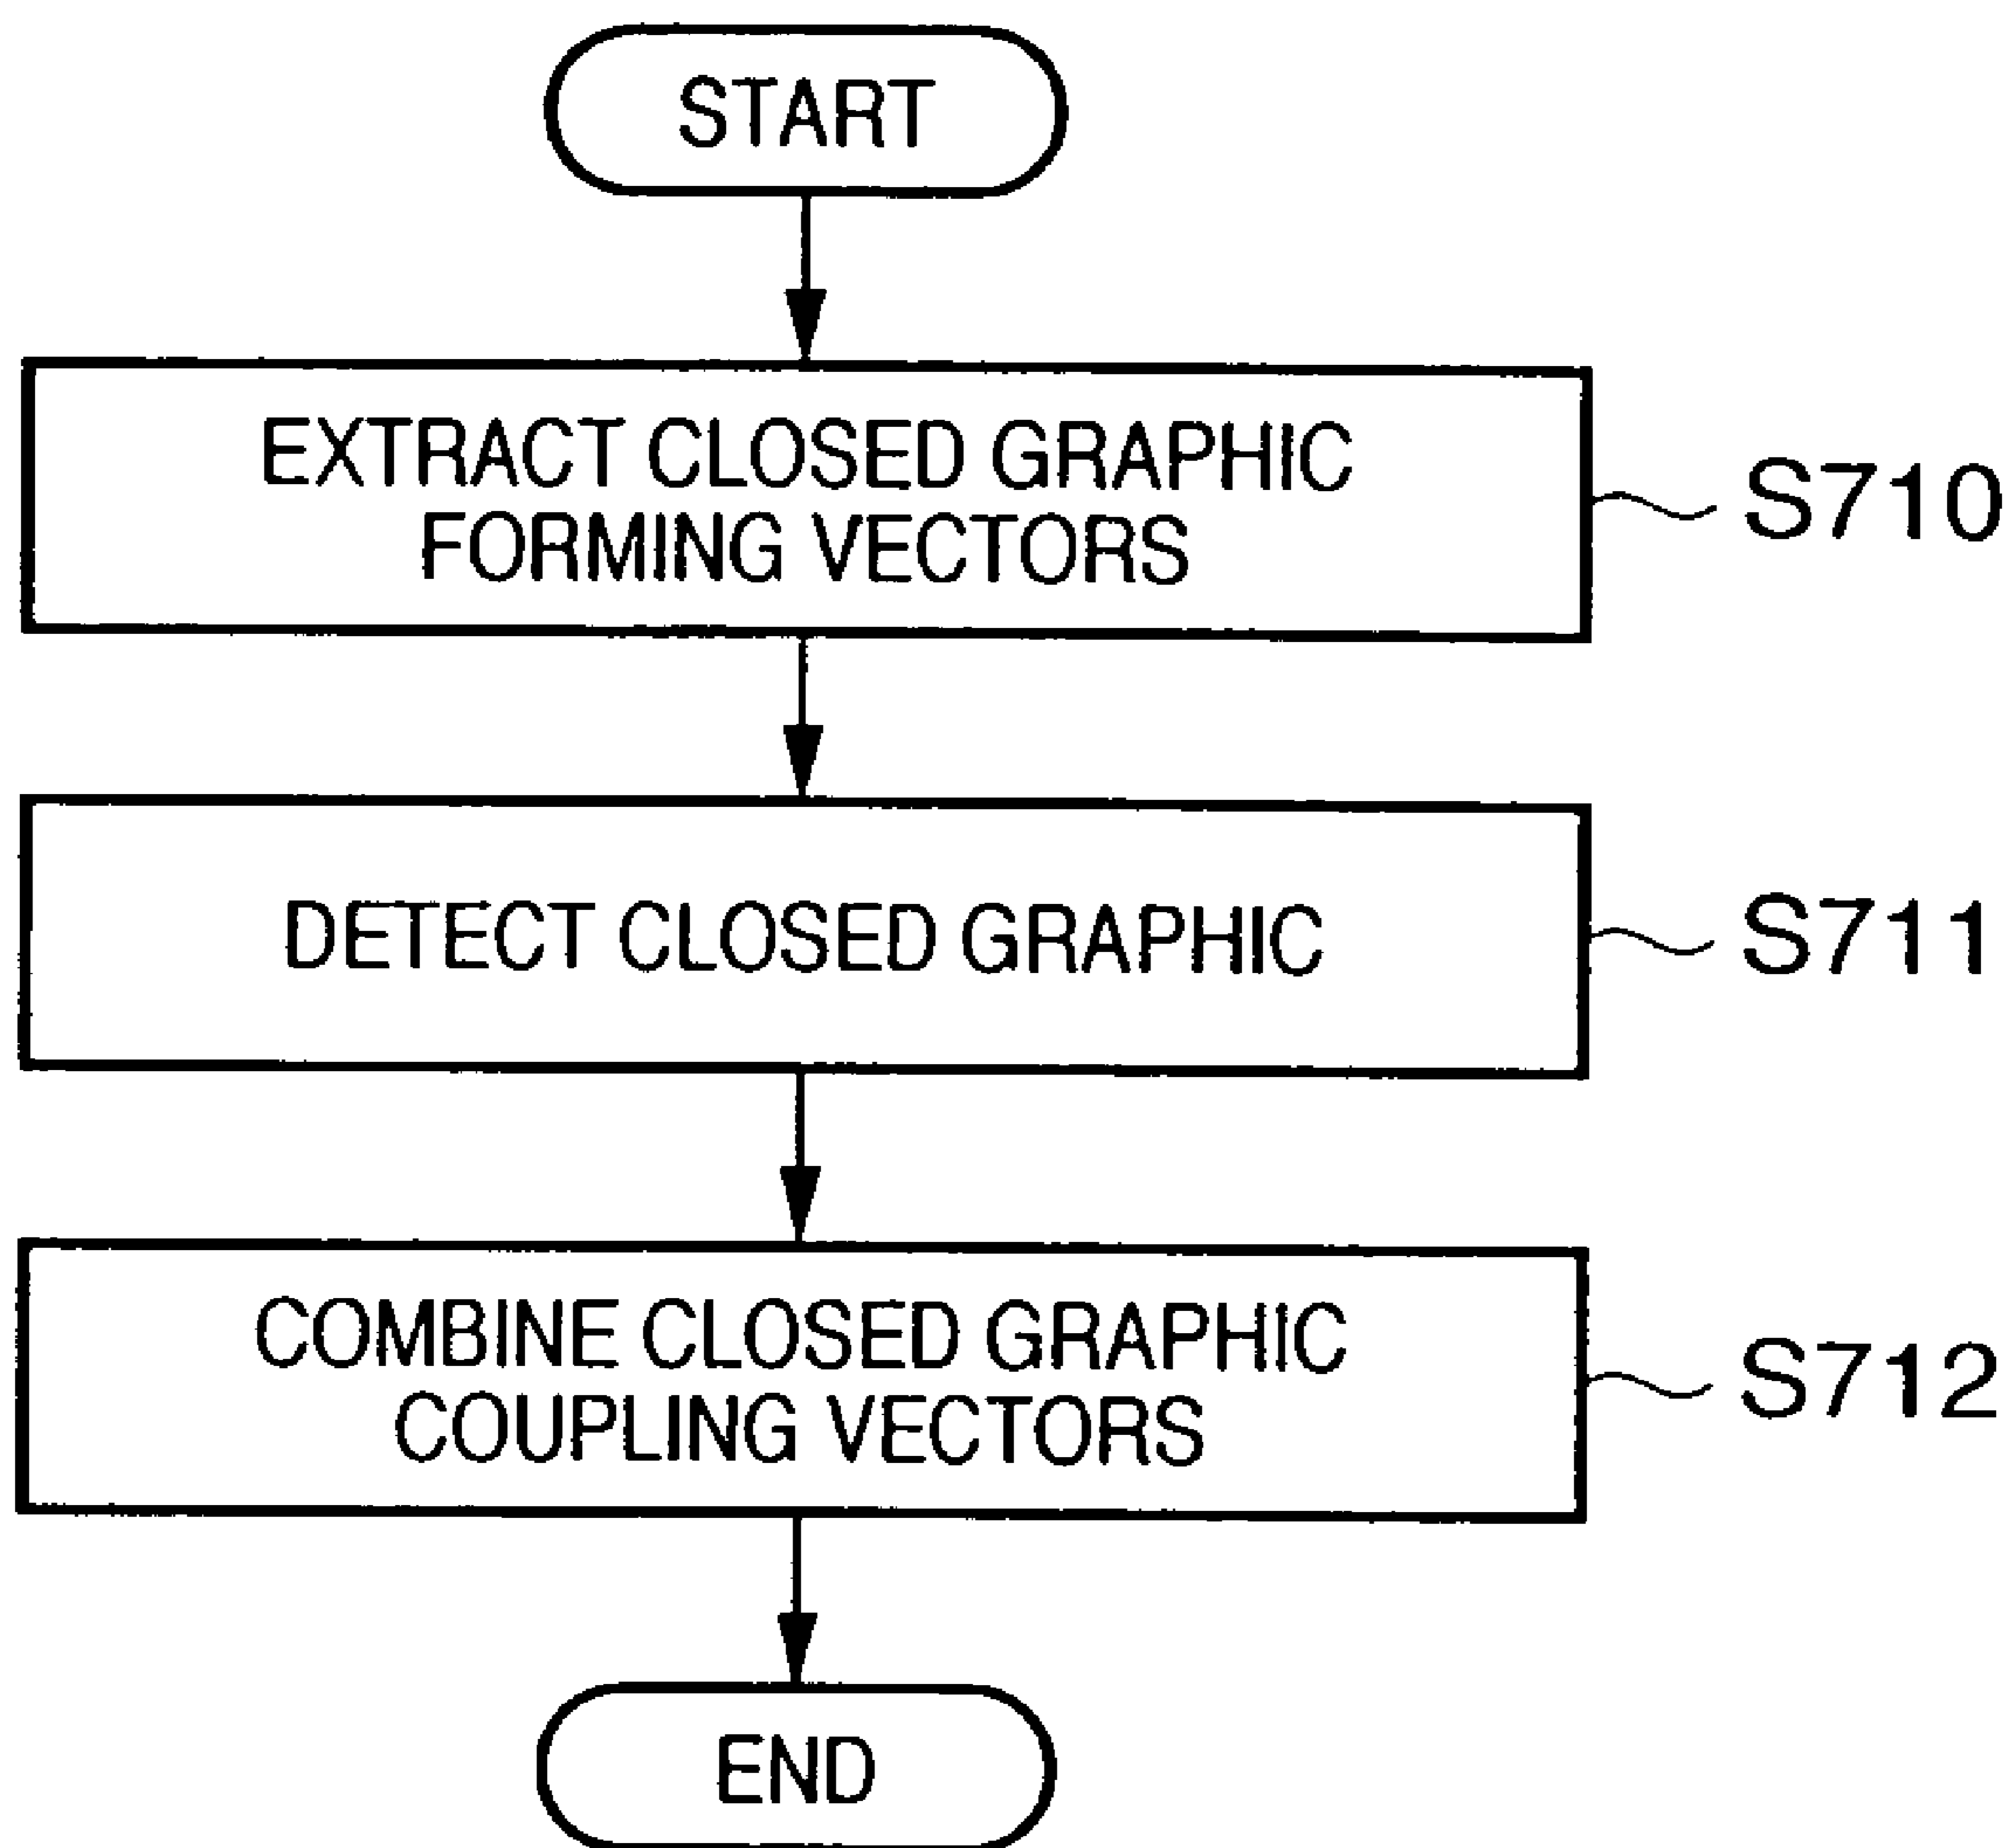 START
EXTRACT CLOSED GRAPHIC
FORMING VECTORS
S710
DETECT CLOSED GRAPHIC
S711
COMBINE CLOSED GRAPHIC
COUPLING VECTORS
S712
END